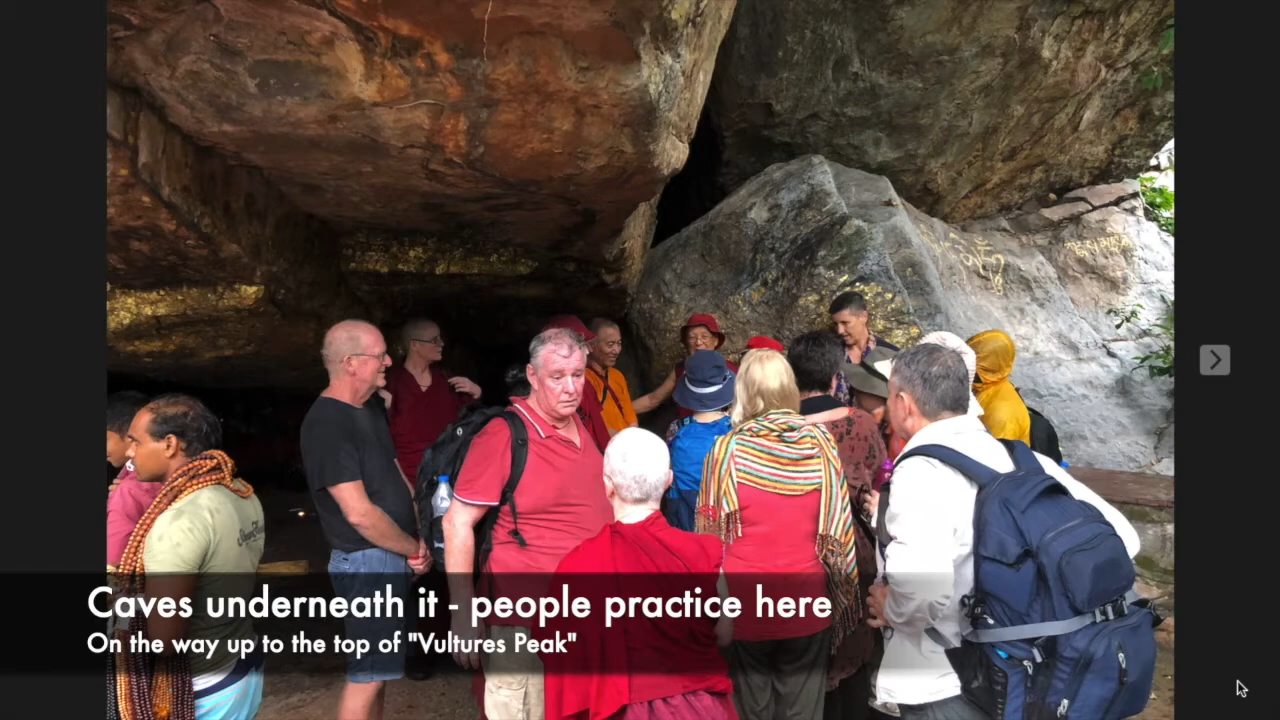 Caves underneath it - people practice here
On the way up to the top of "Vultures Peak"